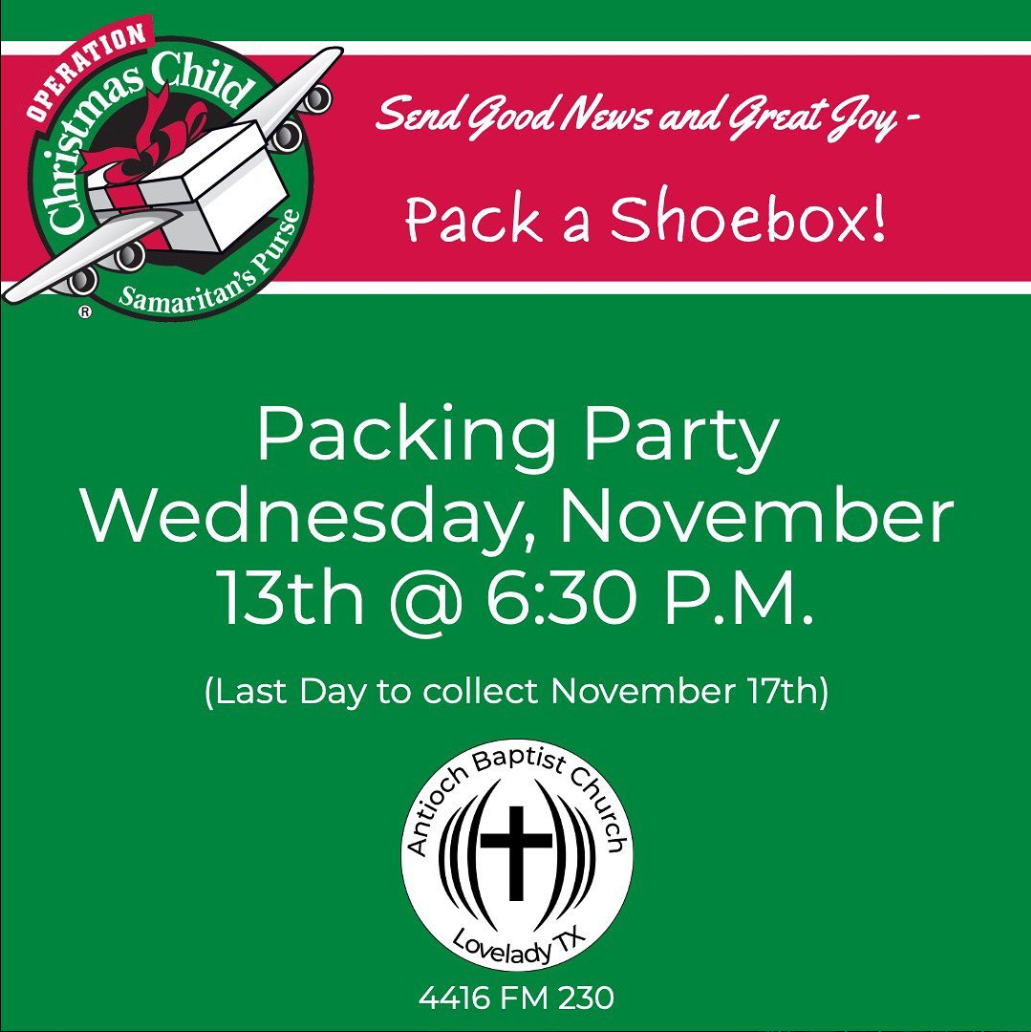 OPERATION
Christmas Child
Samaritan's Purse
®
Send Good News and Great Joy -
Pack a Shoebox!
Packing Party
Wednesday, November
13th @ 6:30 P.M.
(Last Day to collect November 17th)
Antioch Baptist Church
Lovelady TX
4416 FM 230